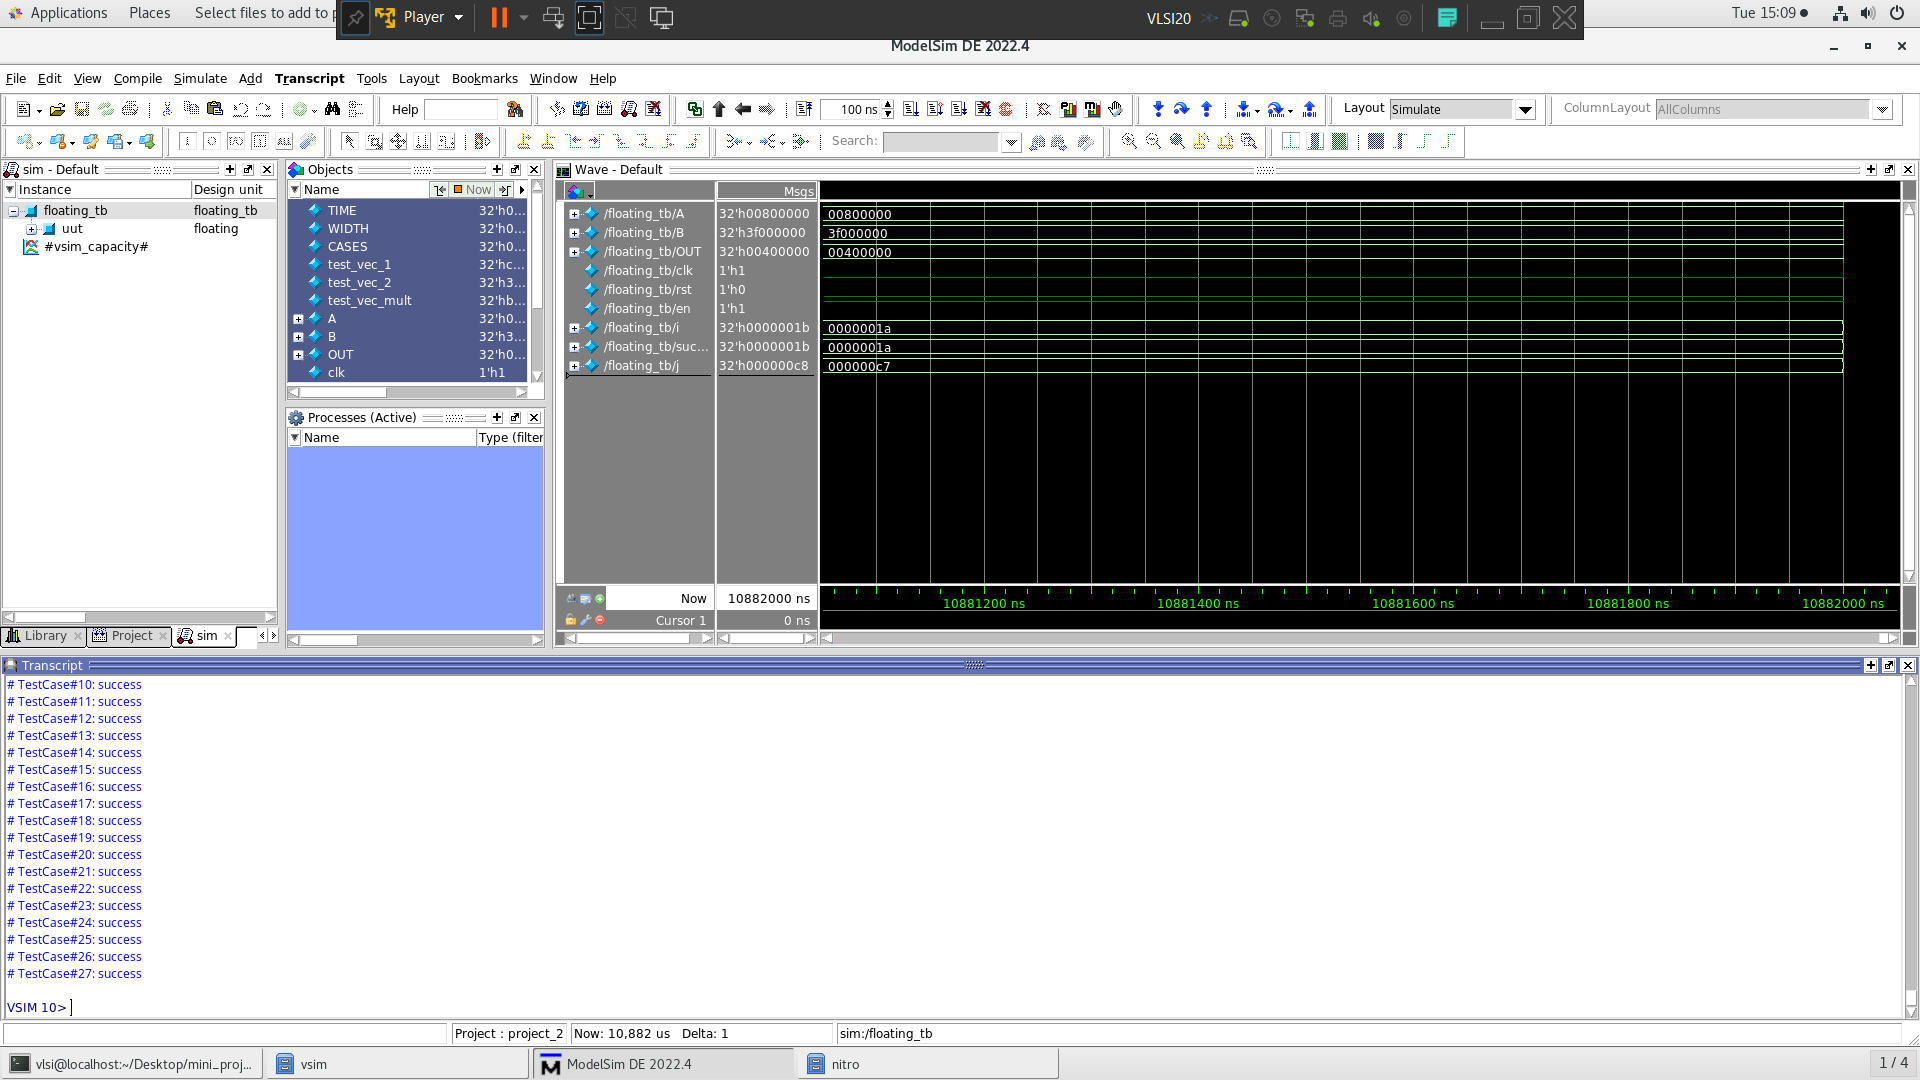 Applications Places Select files to add to p
Player
VLSI20
Tue 15:09
ModelSim DE 2022.4
File Edit View Compile Simulate Add Transcript Tools Layout Bookmarks Window Help
Help
100 ns
Layout Simulate
ColumnLayout AllColumns
Search:
sim - Default
Instance Design unit
floating_tb floating_tb
uut floating
#vsim_capacity#
Library Project sim
Objects
Name Now
TIME 32'h0...
WIDTH 32'h0...
CASES 32'h0...
test_vec_1 32'hc...
test_vec_2 32'h3...
test_vec_mult 32'hb...
A 32'h0...
B 32'h3...
OUT 32'h0...
clk 1'h1
Processes (Active)
Name Type (filter
Wave - Default
Msgs
/floating_tb/A 32'h00800000 00800000
/floating_tb/B 32'h3f000000 3f000000
/floating_tb/OUT 32'h00400000 00400000
/floating_tb/clk 1'h1
/floating_tb/rst 1'h0
/floating_tb/en 1'h1
/floating_tb/i 32'h0000001b 0000001a
/floating_tb/suc... 32'h0000001b 0000001a
/floating_tb/j 32'h000000c8 000000c7
Now 10882000 ns
10881200 ns 10881400 ns 10881600 ns 10881800 ns 10882000 ns
Cursor 1 0 ns
Transcript
# TestCase#10: success
# TestCase#11: success
# TestCase#12: success
# TestCase#13: success
# TestCase#14: success
# TestCase#15: success
# TestCase#16: success
# TestCase#17: success
# TestCase#18: success
# TestCase#19: success
# TestCase#20: success
# TestCase#21: success
# TestCase#22: success
# TestCase#23: success
# TestCase#24: success
# TestCase#25: success
# TestCase#26: success
# TestCase#27: success
VSIM 10>
Project : project_2 Now: 10,882 us Delta: 1 sim:/floating_tb
vlsi@localhost:~/Desktop/mini_proj... vsim ModelSim DE 2022.4 nitro 1 / 4